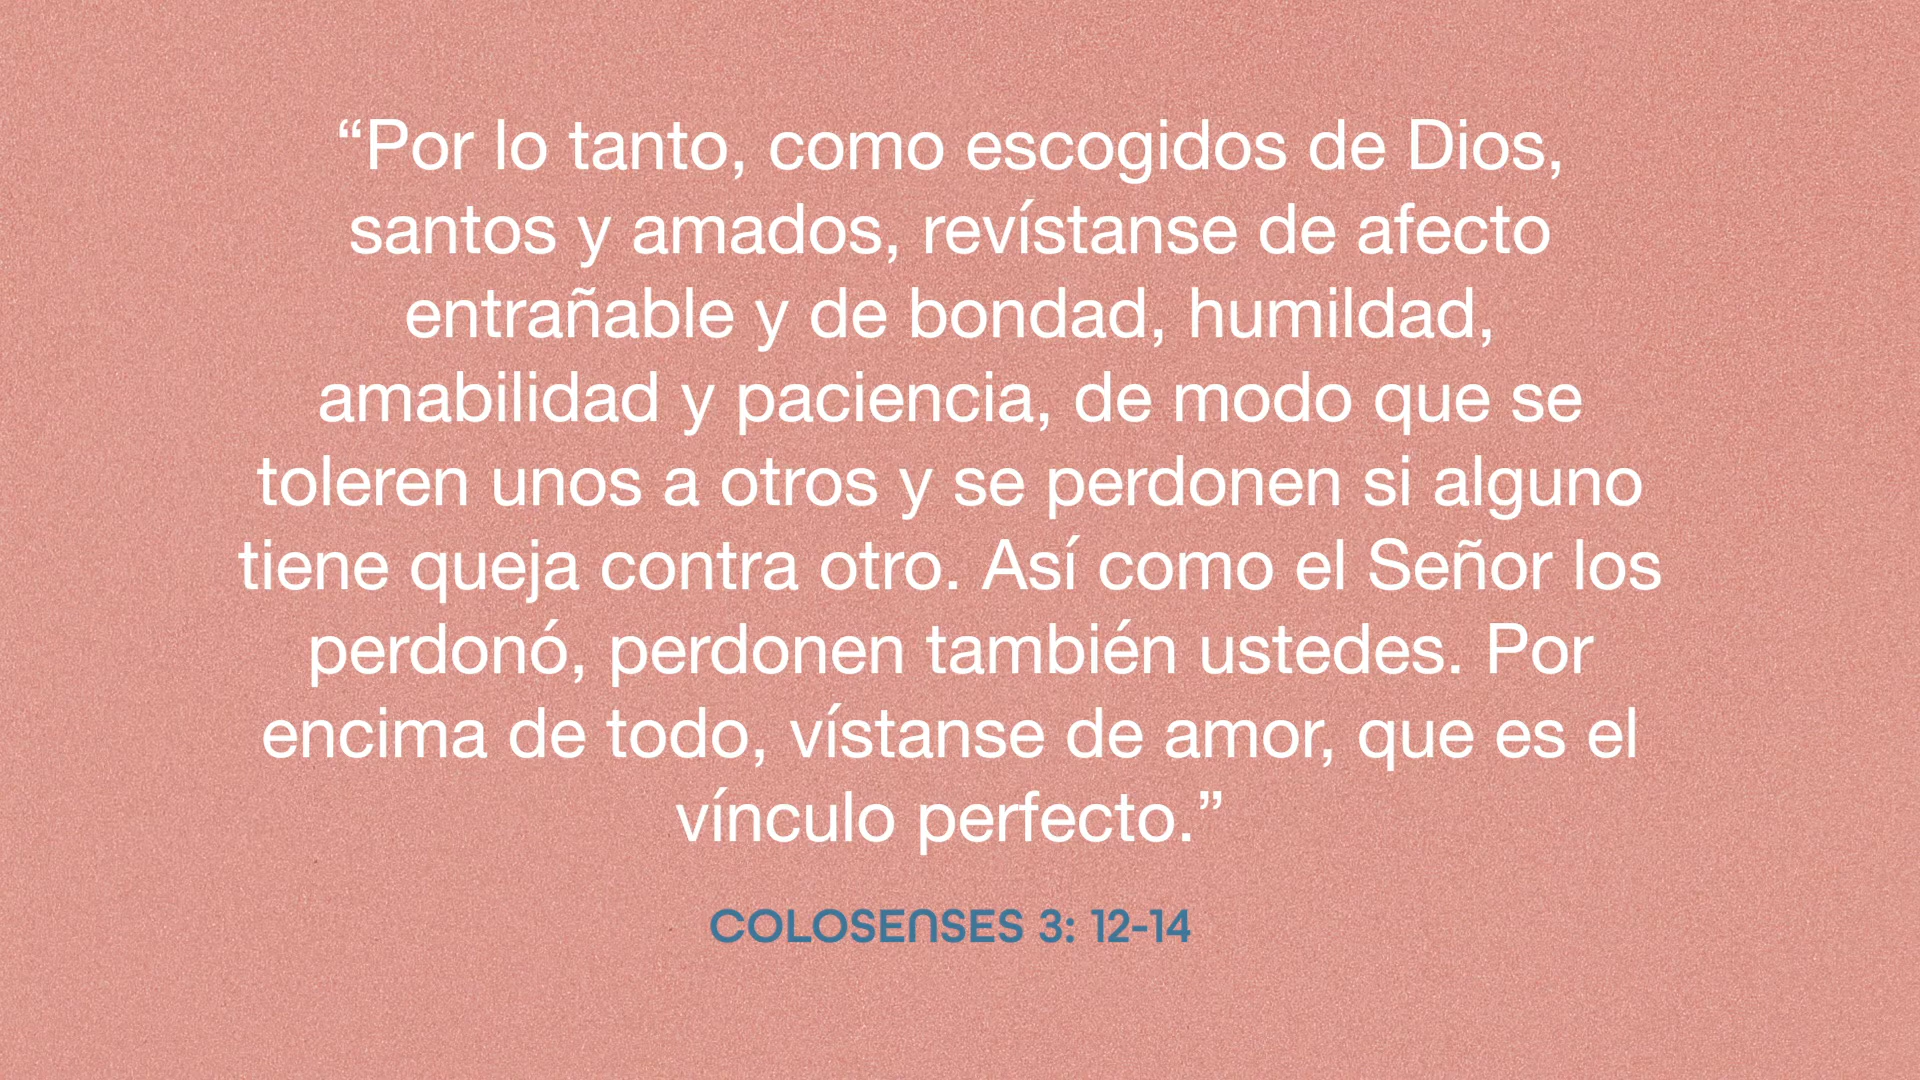 “Por lo tanto, como escogidos de Dios,
santos y amados, revístanse de afecto
entrañable y de bondad, humildad,
amabilidad y paciencia, de modo que se
toleren unos a otros y se perdonen si alguno
tiene queja contra otro. Así como el Señor los
perdonó, perdonen también ustedes. Por
encima de todo, vístanse de amor, que es el
vínculo perfecto.”
COLOSENSES 3: 12-14